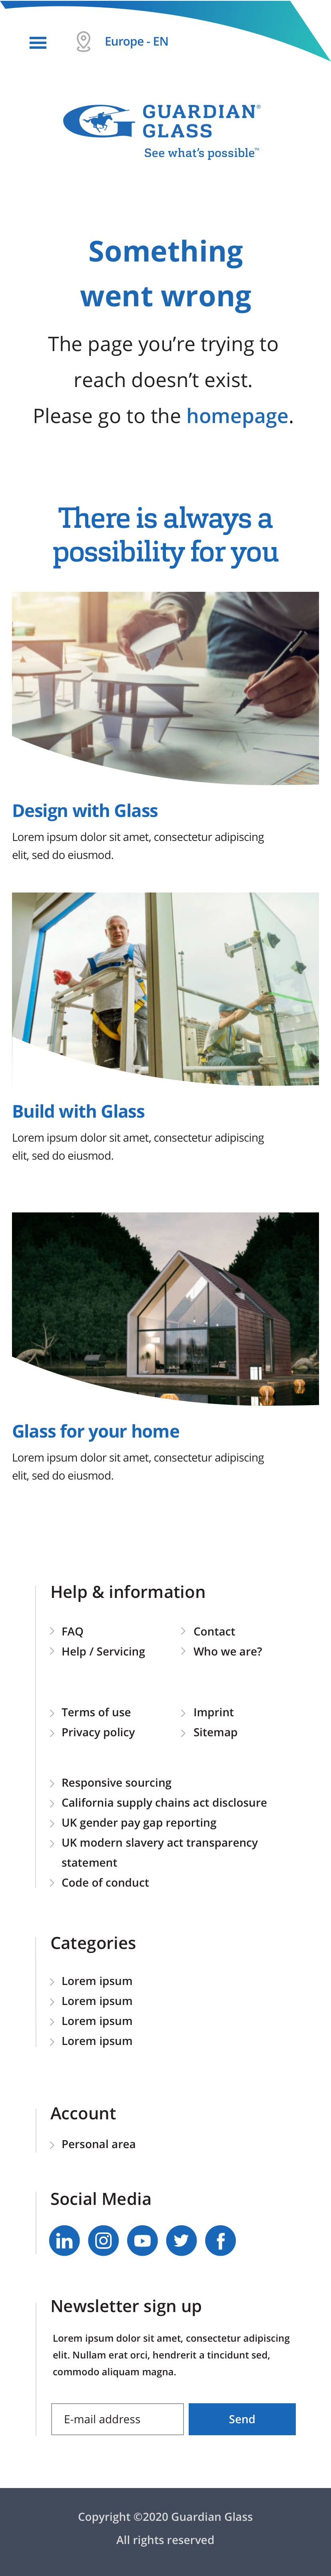 Europe - EN
GUARDIAN®
GLASS
See what's possible™
Something
went wrong
The page you're trying to
reach doesn't exist.
Please go to the homepage.
There is always a
possibility for you
Design with Glass
Lorem ipsum dolor sit amet, consectetur adipiscing
elit, sed do eiusmod.
Build with Glass
Lorem ipsum dolor sit amet, consectetur adipiscing
elit, sed do eiusmod.
Glass for your home
Lorem ipsum dolor sit amet, consectetur adipiscing
elit, sed do eiusmod.
Help & information
FAQ
Contact
Help / Servicing
Who we are?
Terms of use
Imprint
Privacy policy
Sitemap
Responsive sourcing
California supply chains act disclosure
UK gender pay gap reporting
UK modern slavery act transparency
statement
Code of conduct
Categories
Lorem ipsum
Lorem ipsum
Lorem ipsum
Lorem ipsum
Account
Personal area
Social Media
Newsletter sign up
Lorem ipsum dolor sit amet, consectetur adipiscing
elit. Nullam erat orci, hendrerit a tincidunt sed,
commodo aliquam magna.
E-mail address
Send
Copyright ©2020 Guardian Glass
All rights reserved